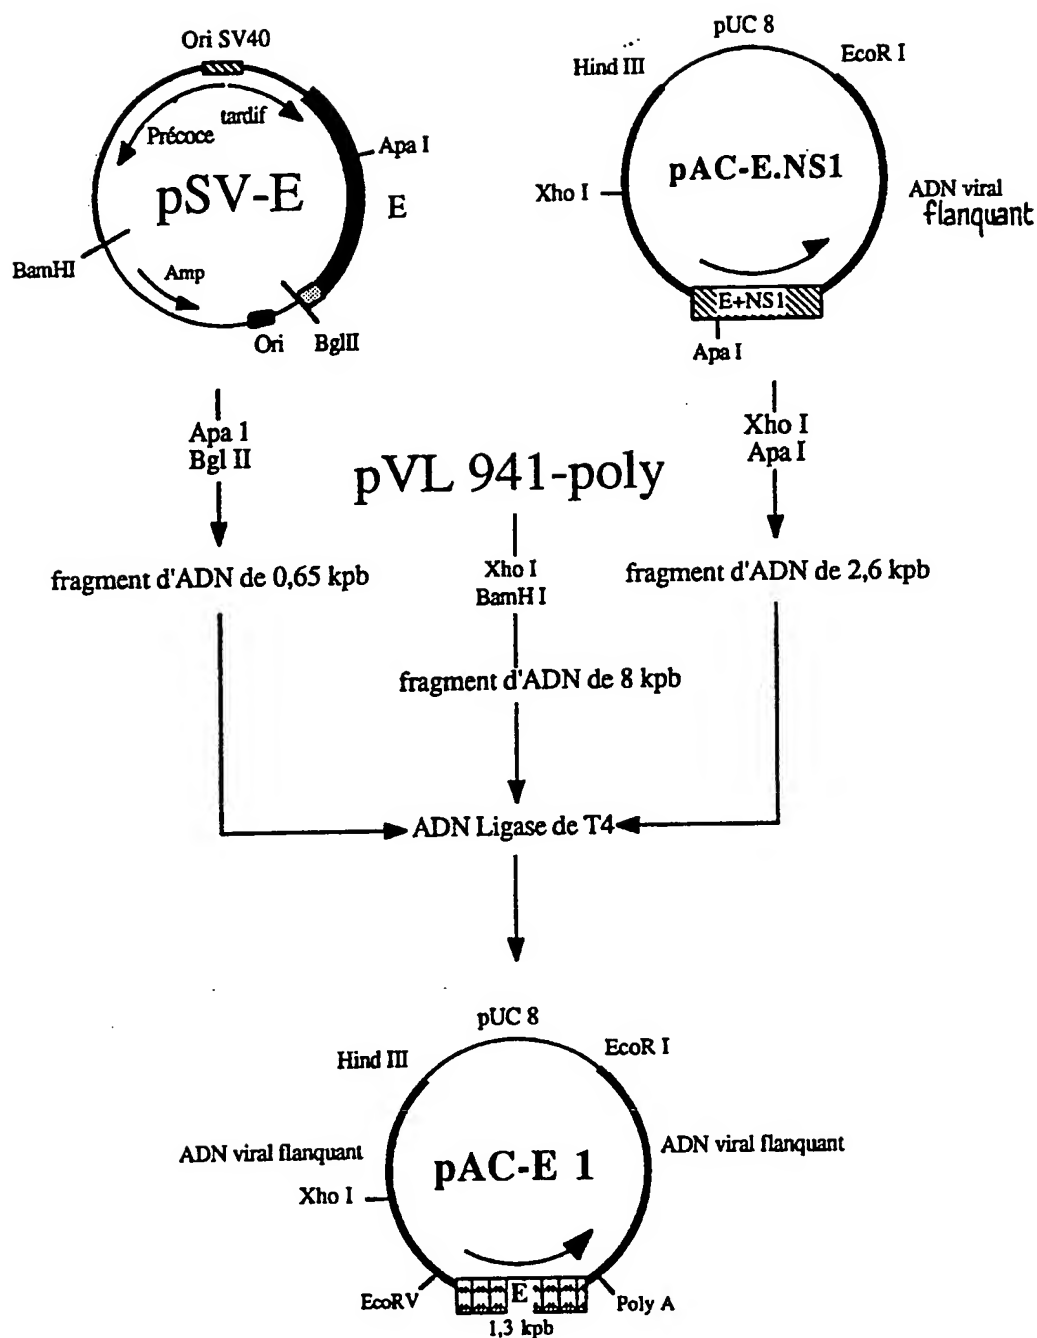 Ori SV40
Précoce
tardif
Apa I
pSV-E
E
BamHI
Amp
Ori
BglII
pUC 8
Hind III
EcoR I
pAC-E.NS1
Xho I
ADN viral
flanquant
E+NS1
Apa I
Apa 1
Bgl II
pVL 941-poly
Xho I
Apa I
fragment d'ADN de 0,65 kpb
Xho I
BamH I
fragment d'ADN de 2,6 kpb
fragment d'ADN de 8 kpb
ADN Ligase de T4
pUC 8
Hind III
EcoR I
ADN viral flanquant
ADN viral flanquant
pAC-E 1
Xho I
EcoRV
E
Poly A
1,3 kpb